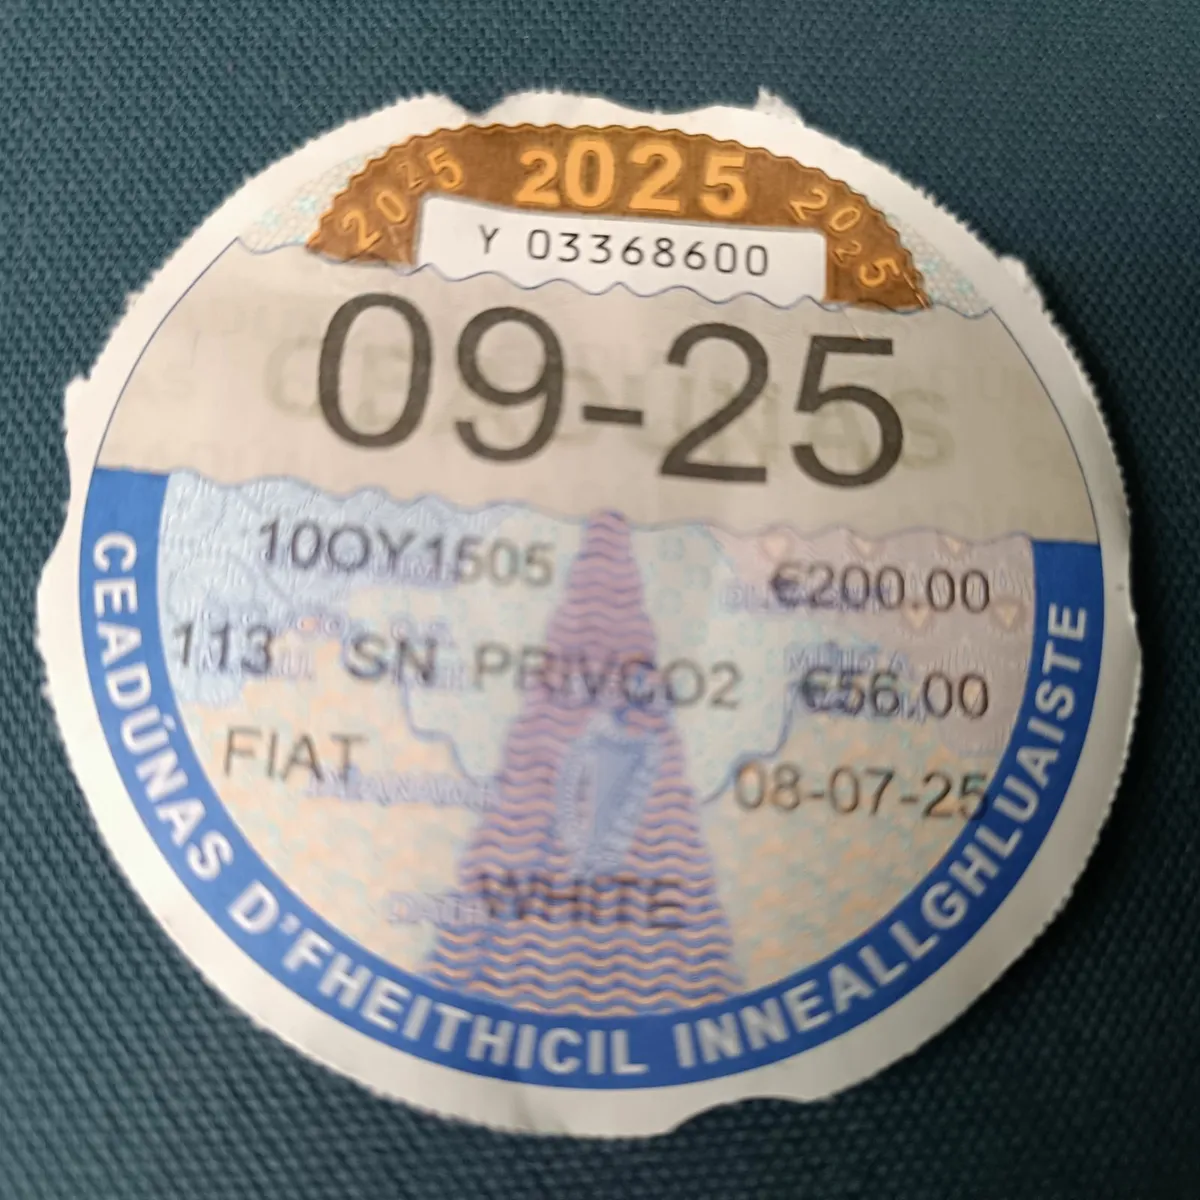 2025 2025 2025
Y 03368600
09-25
10OY1505 €200.00
113 SN PRIVCO2 €56.00
FIAT 08-07-25
WHITE
CEADÚNAS D'FHEITHICIL INNEALLGHLUAISTE